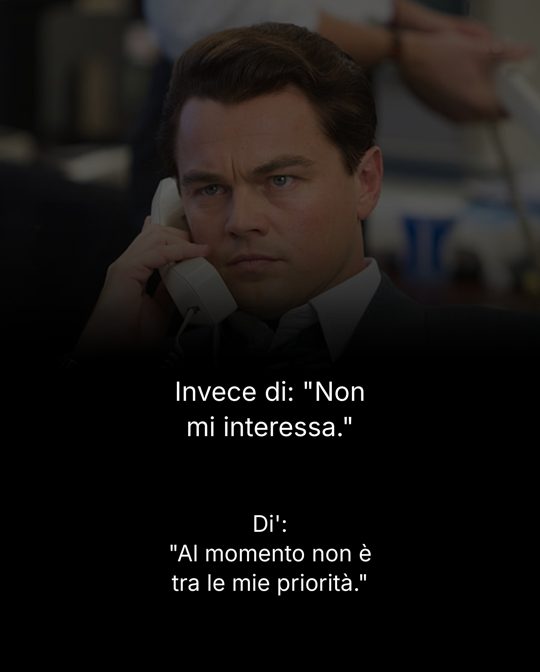 Invece di: "Non
mi interessa."
Di':
"Al momento non è
tra le mie priorità."